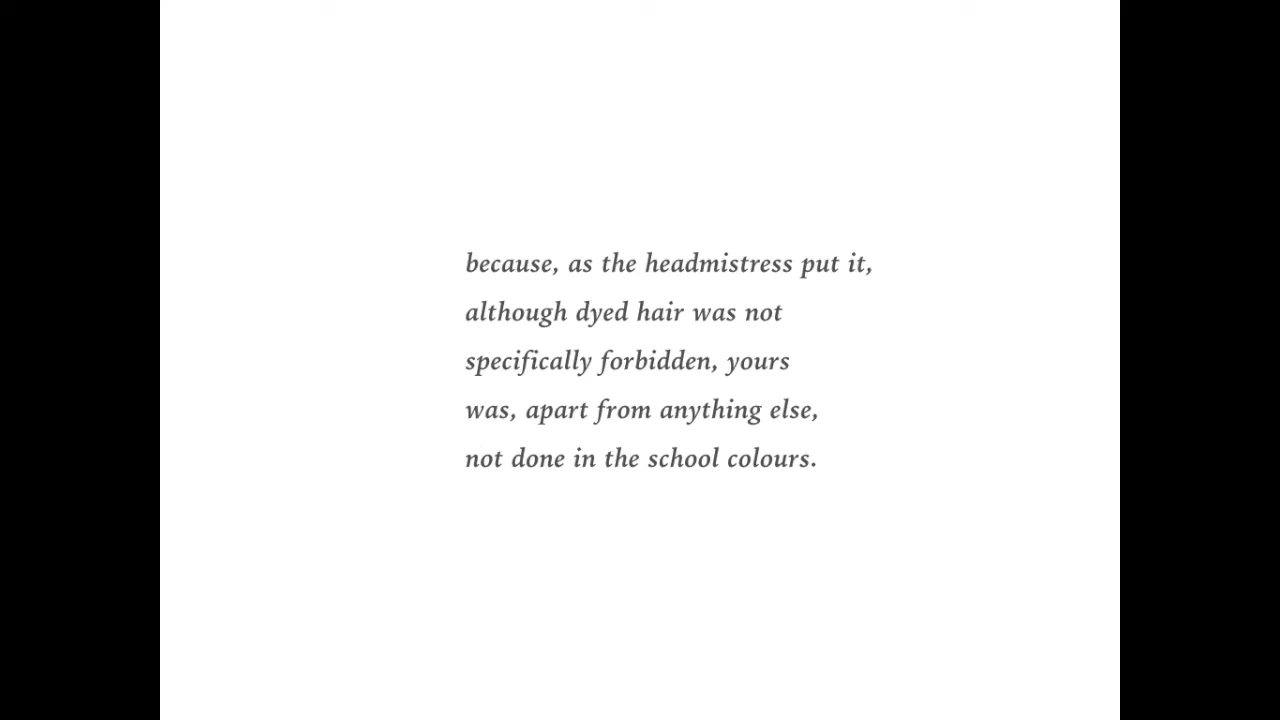 because, as the headmistress put it,
although dyed hair was not
specifically forbidden, yours
was, apart from anything else,
not done in the school colours.